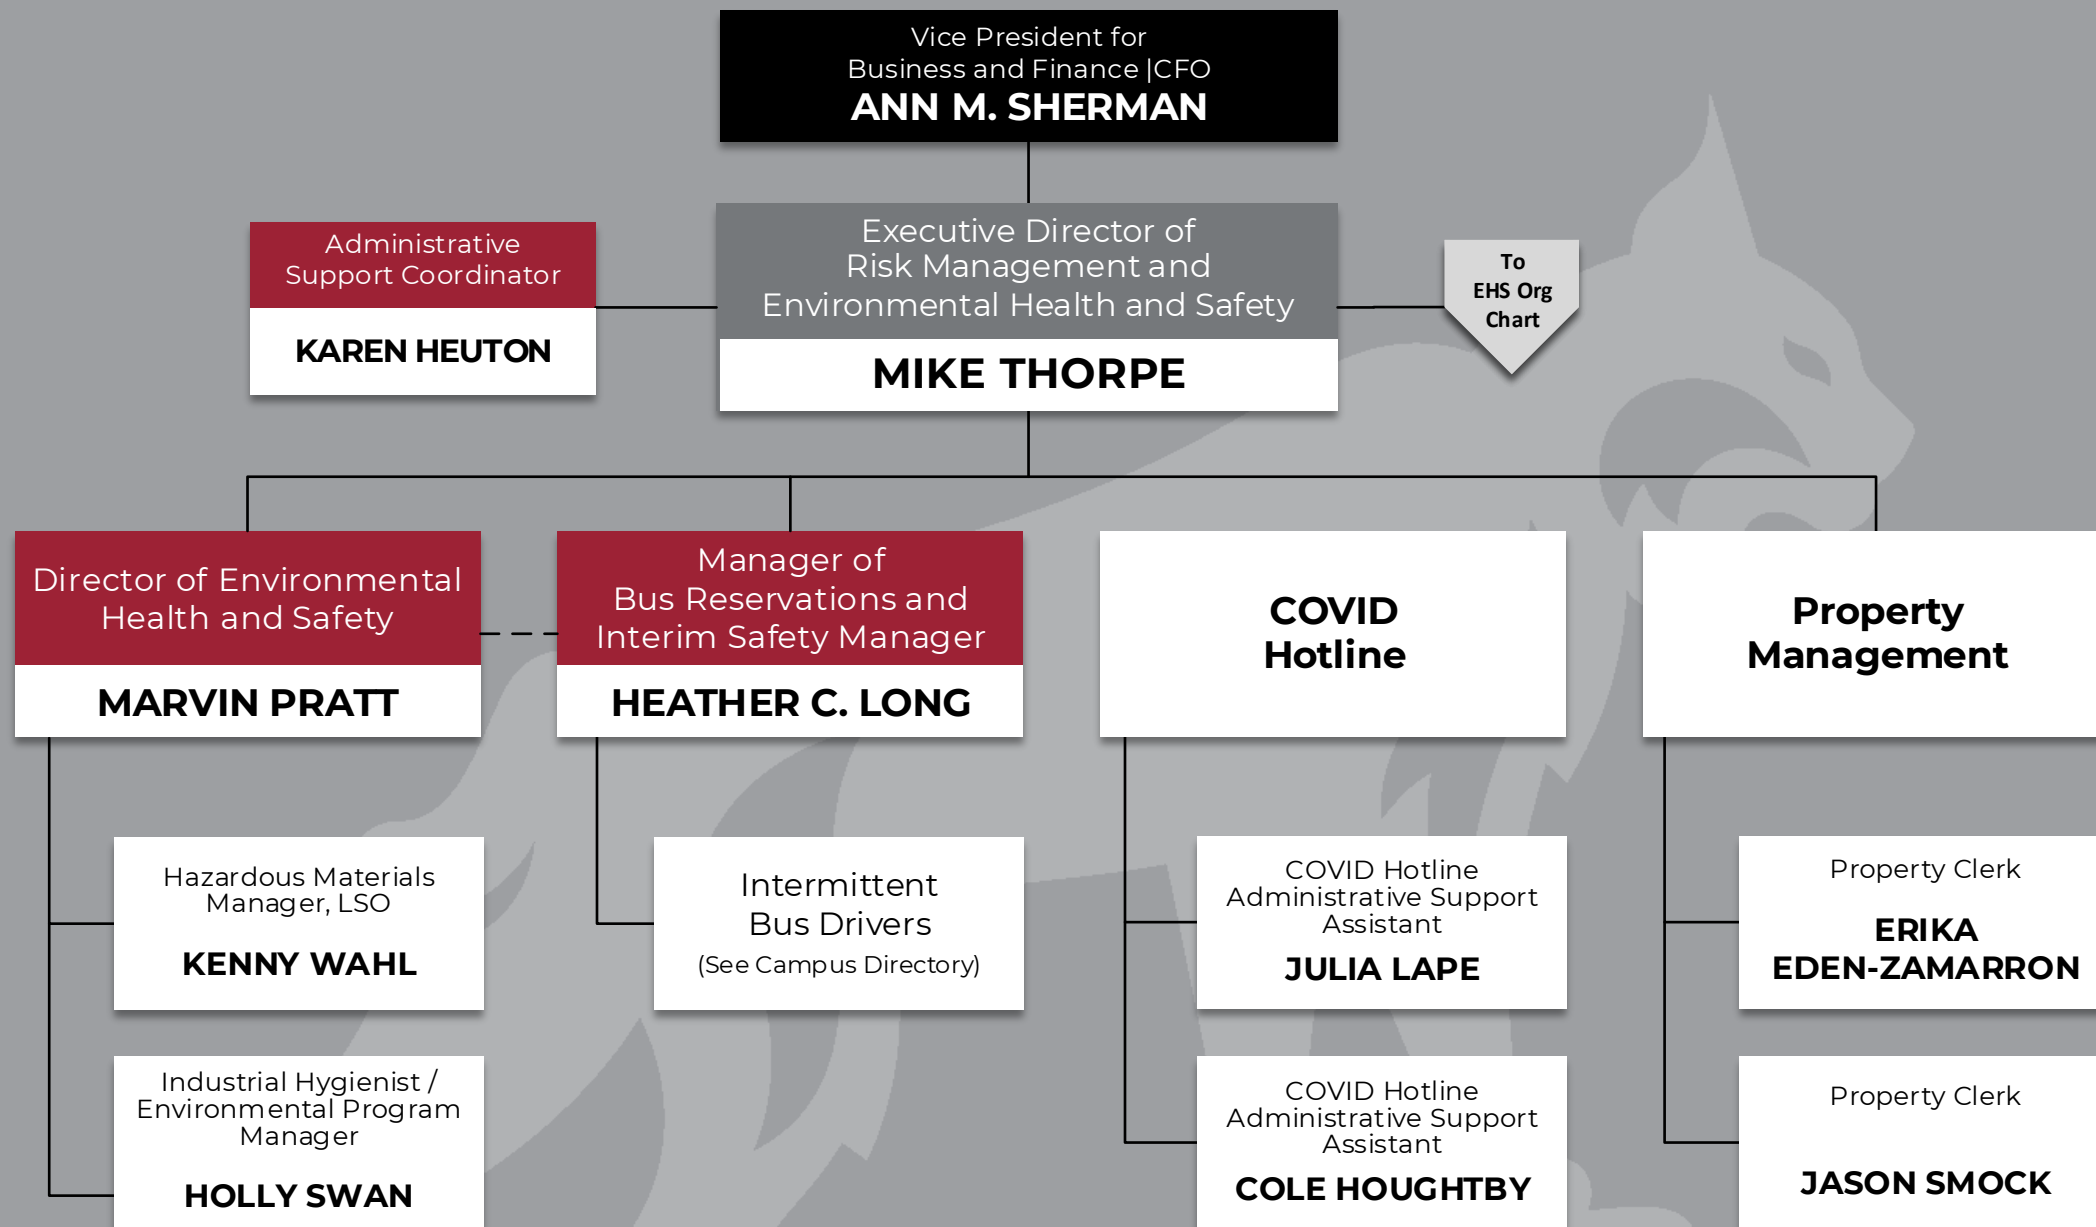 Vice President for
Business and Finance |CFO
ANN M. SHERMAN
Administrative
Support Coordinator
KAREN HEUTON
Executive Director of
Risk Management and
Environmental Health and Safety
MIKE THORPE
To
EHS Org
Chart
Director of Environmental
Health and Safety
MARVIN PRATT
Manager of
Bus Reservations and
Interim Safety Manager
HEATHER C. LONG
COVID
Hotline
Property
Management
Hazardous Materials
Manager, LSO
KENNY WAHL
Intermittent
Bus Drivers
(See Campus Directory)
COVID Hotline
Administrative Support
Assistant
JULIA LAPE
Property Clerk
ERIKA
EDEN-ZAMARRON
Industrial Hygienist /
Environmental Program
Manager
HOLLY SWAN
COVID Hotline
Administrative Support
Assistant
COLE HOUGHTBY
Property Clerk
JASON SMOCK